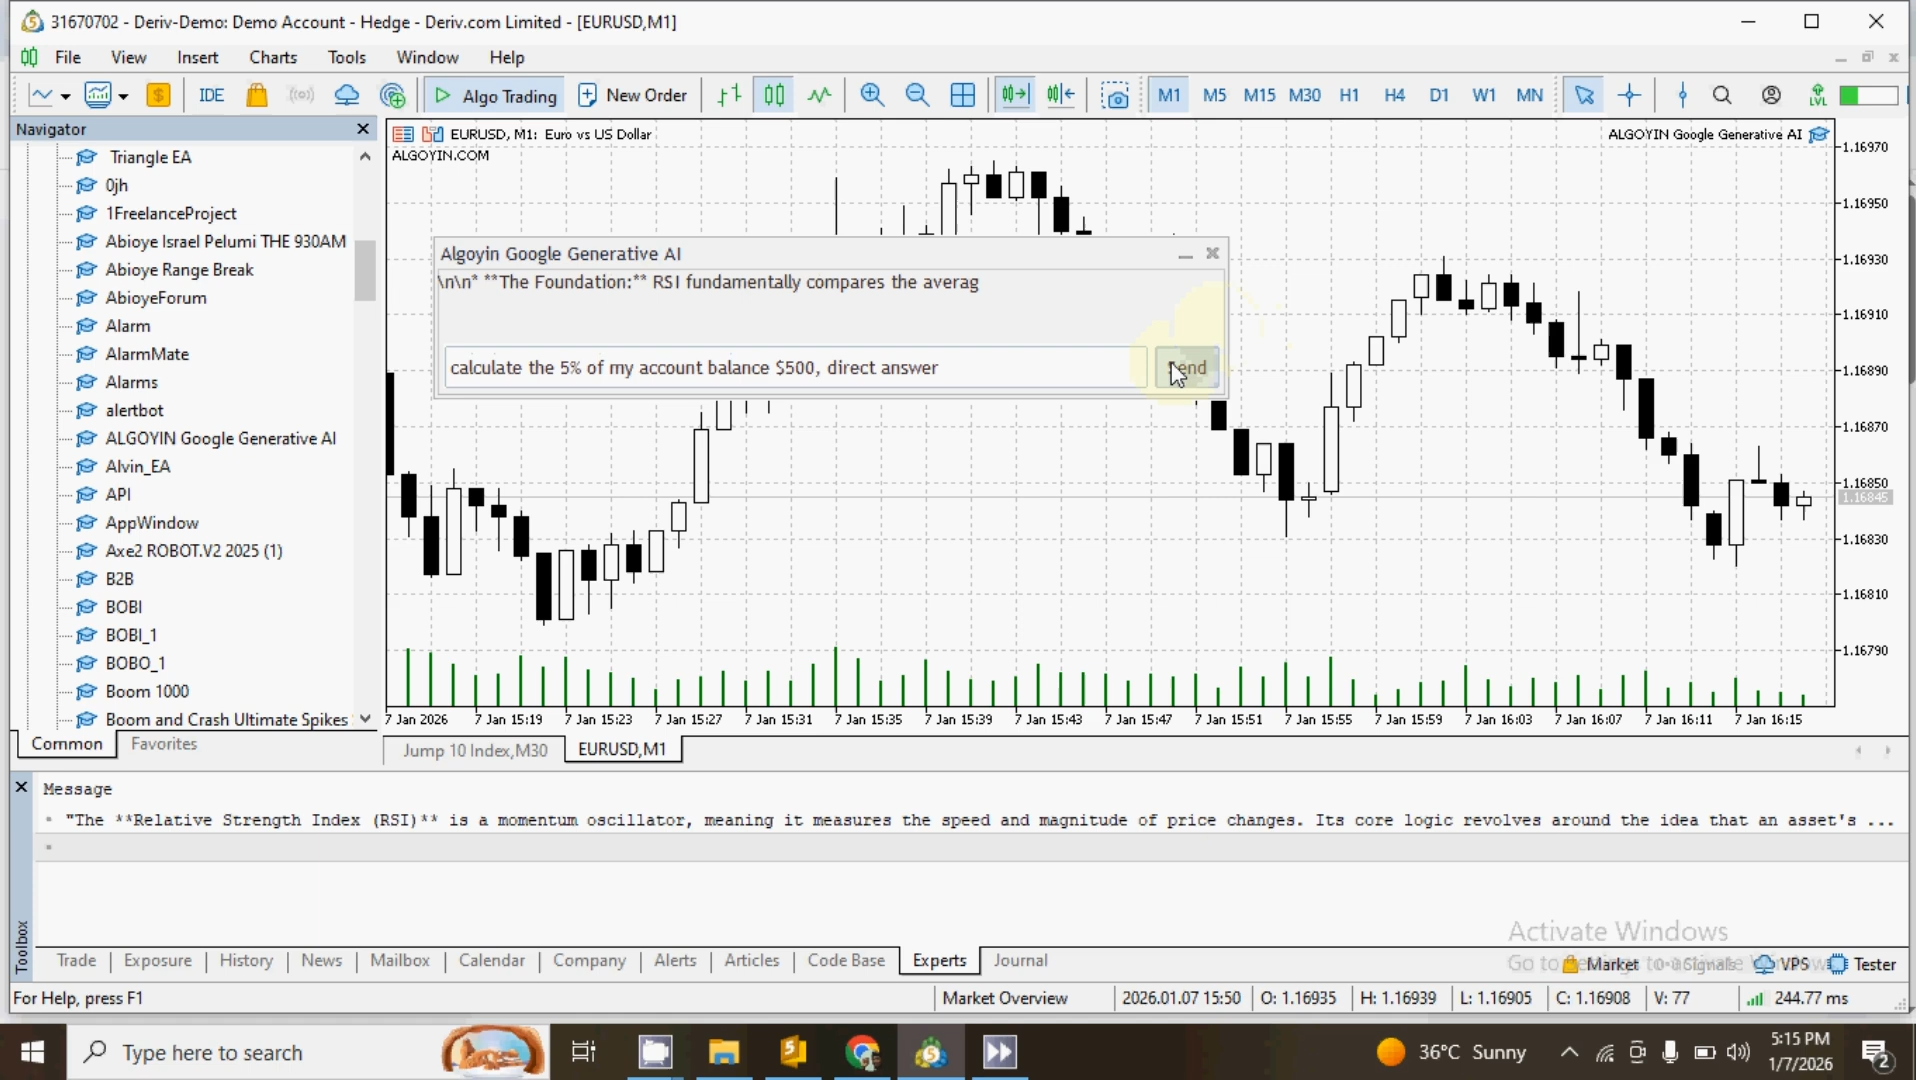 31670702 - Deriv-Demo: Demo Account - Hedge - Deriv.com Limited - [EURUSD,M1]
File View Insert Charts Tools Window Help
IDE Algo Trading New Order M1 M5 M15 M30 H1 H4 D1 W1 MN LVL
Navigator
Triangle EA
0jh
1FreelanceProject
Abioye Israel Pelumi THE 930AM
Abioye Range Break
AbioyeForum
Alarm
AlarmMate
Alarms
alertbot
ALGOYIN Google Generative AI
Alvin_EA
API
AppWindow
Axe2 ROBOT.V2 2025 (1)
B2B
BOBI
BOBI_1
BOBO_1
Boom 1000
Boom and Crash Ultimate Spikes
Common Favorites
EURUSD, M1: Euro vs US Dollar
ALGOYIN.COM
ALGOYIN Google Generative AI
Algoyin Google Generative AI
\n\n* **The Foundation:** RSI fundamentally compares the averag
calculate the 5% of my account balance $500, direct answer
1.16970
1.16950
1.16930
1.16910
1.16890
1.16870
1.16850
1.16845
1.16830
1.16810
1.16790
7 Jan 2026 7 Jan 15:19 7 Jan 15:23 7 Jan 15:27 7 Jan 15:31 7 Jan 15:35 7 Jan 15:39 7 Jan 15:43 7 Jan 15:47 7 Jan 15:51 7 Jan 15:55 7 Jan 15:59 7 Jan 16:03 7 Jan 16:07 7 Jan 16:11 7 Jan 16:15
Jump 10 Index,M30 EURUSD,M1
Message
"The **Relative Strength Index (RSI)** is a momentum oscillator, meaning it measures the speed and magnitude of price changes. Its core logic revolves around the idea that an asset's ...
Toolbox
Activate Windows
Trade Exposure History News Mailbox Calendar Company Alerts Articles Code Base Experts Journal
Go to Market VPS Tester
For Help, press F1 Market Overview 2026.01.07 15:50 O: 1.16935 H: 1.16939 L: 1.16905 C: 1.16908 V: 77 244.77 ms
Type here to search 36°C Sunny 5:15 PM
1/7/2026
2